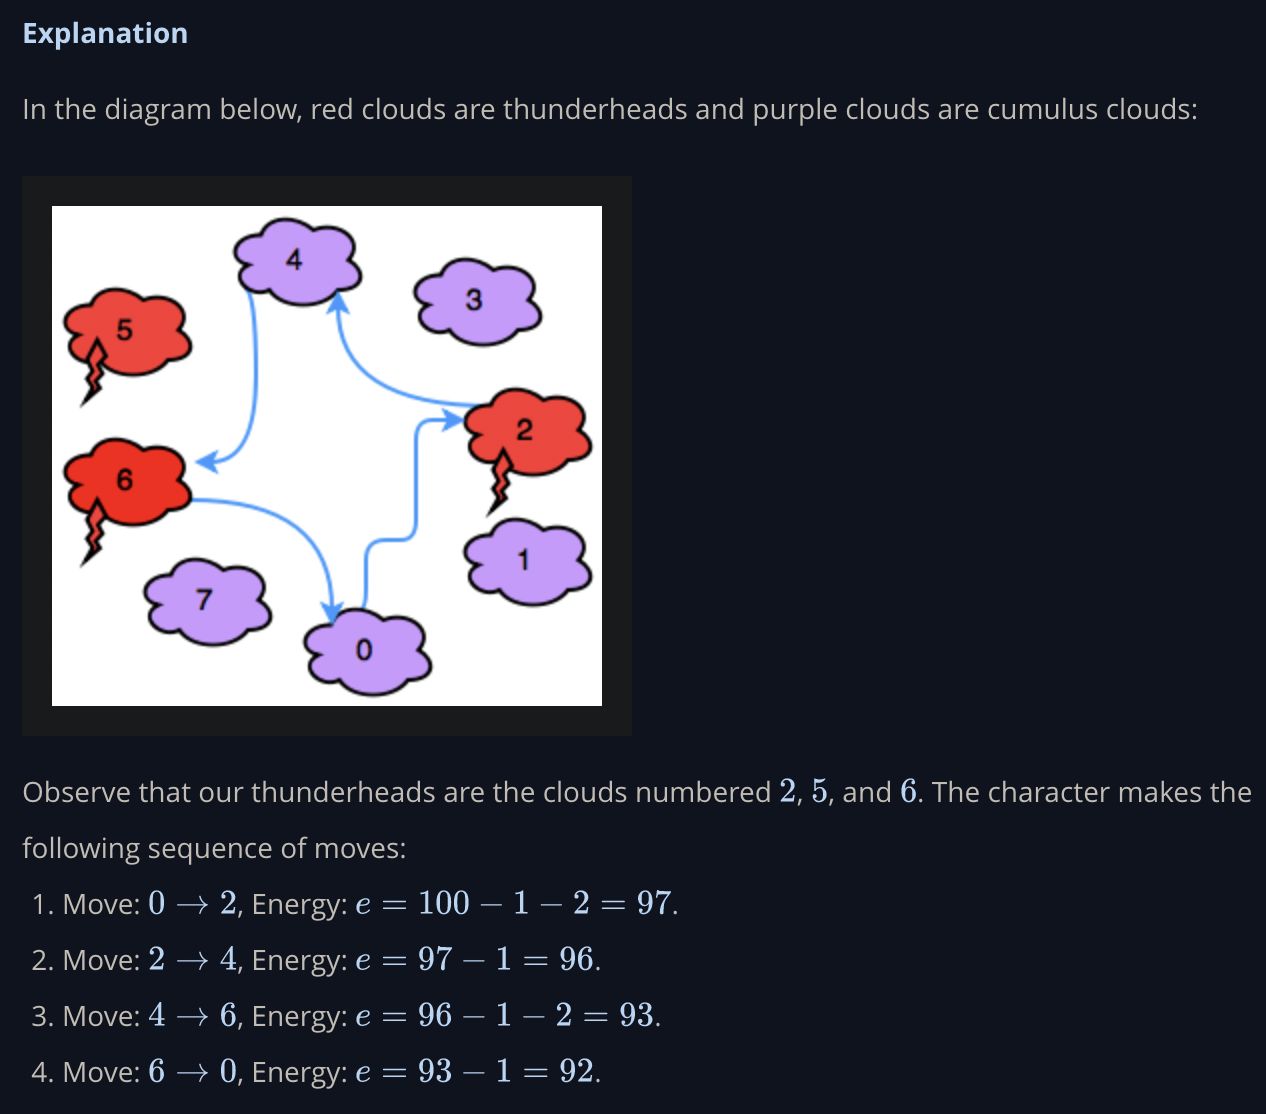 Explanation
In the diagram below, red clouds are thunderheads and purple clouds are cumulus clouds:
4
3
5
2
6
1
7
0
Observe that our thunderheads are the clouds numbered 2, 5, and 6. The character makes the
following sequence of moves:
1. Move: 0 → 2, Energy: e = 100 − 1 − 2 = 97.
2. Move: 2 → 4, Energy: e = 97 − 1 = 96.
3. Move: 4 → 6, Energy: e = 96 − 1 − 2 = 93.
4. Move: 6 → 0, Energy: e = 93 − 1 = 92.